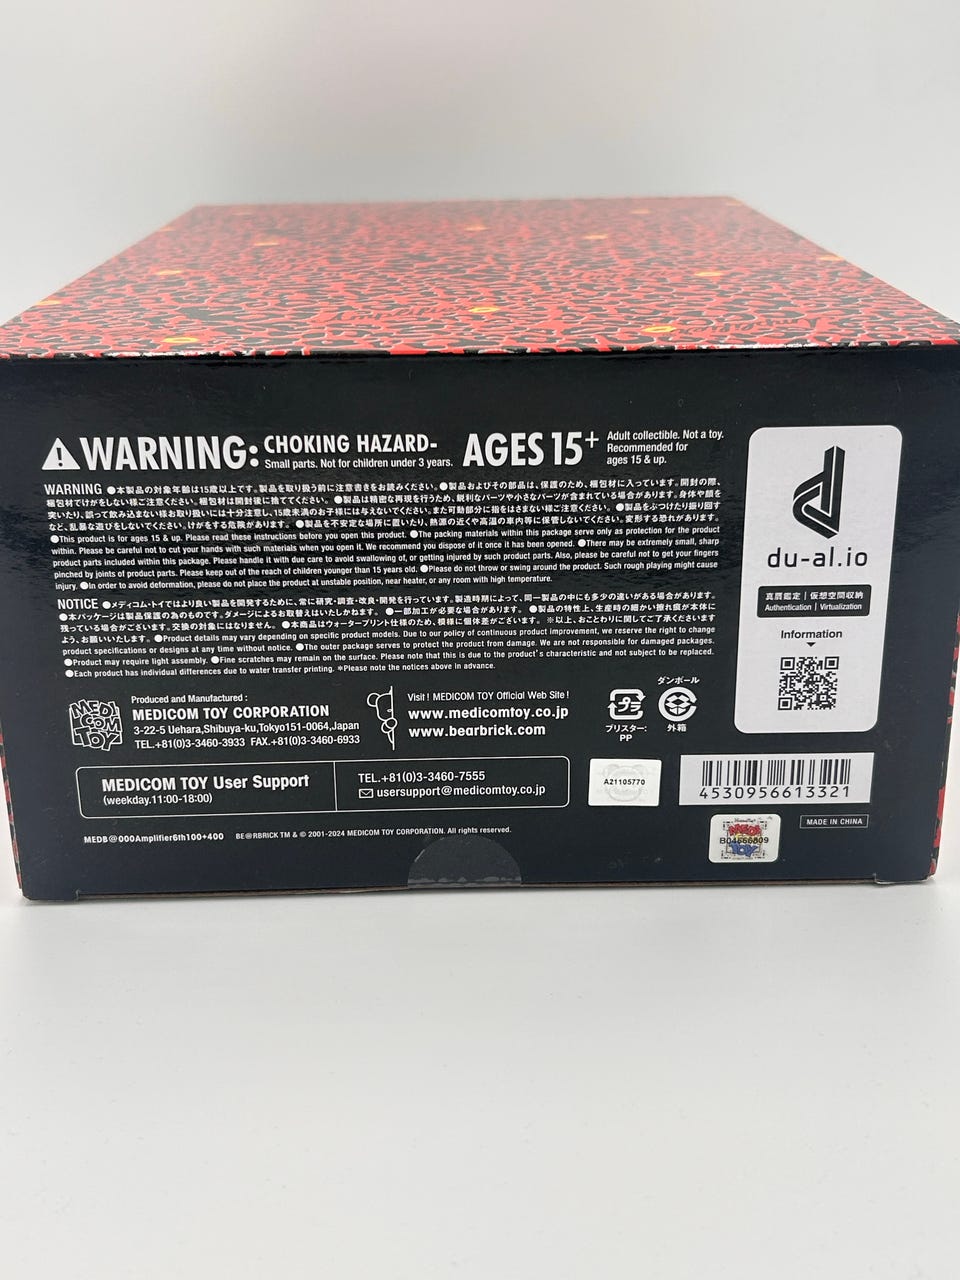 WARNING: CHOKING HAZARD-
Small parts. Not for children under 3 years.
AGES 15+
Adult collectible. Not a toy.
Recommended for
ages 15 & up.
WARNING ●本製品の対象年齢は15歳以上です。製品を取り扱う前に注意書きをお読みください。●製品およびその部品は、保護のため、梱包材に入っています。開封の際、
梱包材でけがをしない様ご注意ください。梱包材は開封後に捨ててください。●製品は精密な再現を行うため、鋭利なパーツや小さなパーツが含まれている場合があります。身体や顔を
突いたり、誤って飲み込まない様お取り扱いには十分注意し、15歳未満のお子様には与えないでください。また可動部分に指をはさまない様ご注意ください。●製品をぶつけたり振り回す
など、乱暴な遊びをしないでください。けがをする危険があります。●製品を不安定な場所に置いたり、熱源の近くや高温の車内等に保管しないでください。変形する恐れがあります。
●This product is for ages 15 & up. Please read these instructions before you open this product. ●The packing materials within this package serve only as protection for the product
within. Please be careful not to cut your hands with such materials when you open it. We recommend you dispose of it once it has been opened. ●There may be extremely small, sharp
product parts included within this package. Please handle it with due care to avoid swallowing of, or getting injured by such product parts. Also, please be careful not to get your fingers
pinched by joints of product parts. Please keep out of the reach of children younger than 15 years old. ●Please do not throw or swing around the product. Such rough playing might cause
injury. ●In order to avoid deformation, please do not place the product at unstable position, near heater, or any room with high temperature.
NOTICE ●メディコム・トイではより良い製品を開発するために、常に研究・調査・改良・開発を行っています。製造時期によって、同一製品の中にも多少の違いがある場合があります。
●本パッケージは製品保護の為のものです。ダメージによるお取替えはいたしかねます。●一部加工が必要な場合があります。●製品の特性上、生産時の細かい擦れ痕が本体に
残っている場合がございます。交換の対象にはなりません。●本商品はウォータープリント仕様のため、模様に個体差がございます。※以上、おことわりに関してご了承くださいます
よう、お願いいたします。●Product details may vary depending on specific product models. Due to our policy of continuous product improvement, we reserve the right to change
product specifications or designs at any time without notice. ●The outer package serves to protect the product from damage. We are not responsible for damaged packages.
●Product may require light assembly. ●Fine scratches may remain on the surface. Please note that this is due to the product's characteristic and not subject to be replaced.
●Each product has individual differences due to water transfer printing. *Please note the notices above in advance.
du-al.io
真贋鑑定 | 仮想空間収納
Authentication | Virtualization
Information
MEDI
COM
TOY
Produced and Manufactured :
MEDICOM TOY CORPORATION
3-22-5 Uehara,Shibuya-ku,Tokyo151-0064,Japan
TEL.+81(0)3-3460-3933 FAX.+81(0)3-3460-6933
Visit ! MEDICOM TOY Official Web Site !
www.medicomtoy.co.jp
www.bearbrick.com
プラ
ブリスター:
PP
ダンボール
外箱
MEDICOM TOY User Support
(weekday.11:00-18:00)
TEL.+81(0)3-3460-7555
usersupport@medicomtoy.co.jp
A21105770
4530956613321
B04666809
MADE IN CHINA
MEDB@000Amplifier6th100+400 BE@RBRICK TM & © 2001-2024 MEDICOM TOY CORPORATION. All rights reserved.